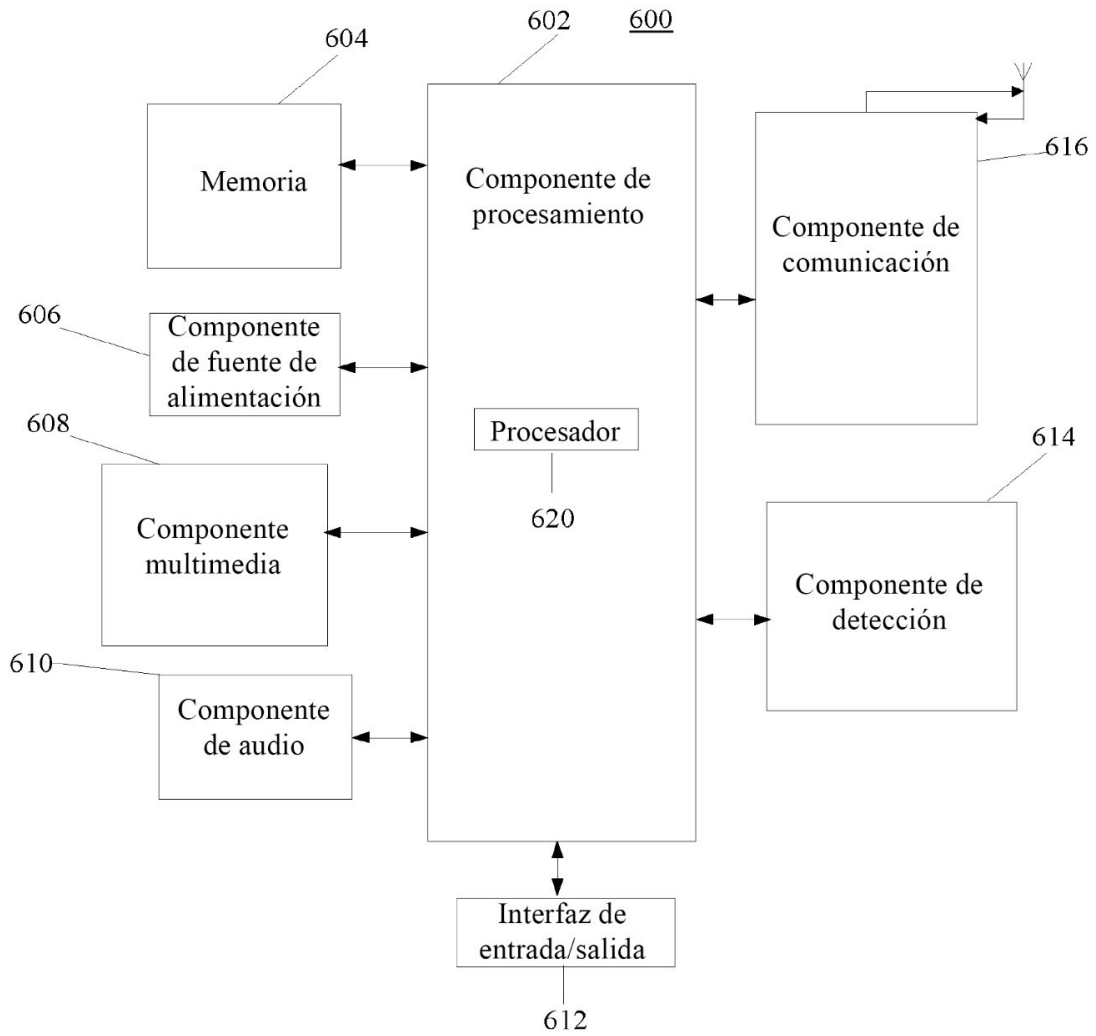 600
602
604
Memoria
606
Componente
de fuente de
alimentación
608
Componente
multimedia
610
Componente
de audio
Componente de
procesamiento
Procesador
620
616
Componente de
comunicación
614
Componente de
detección
Interfaz de
entrada/salida
612